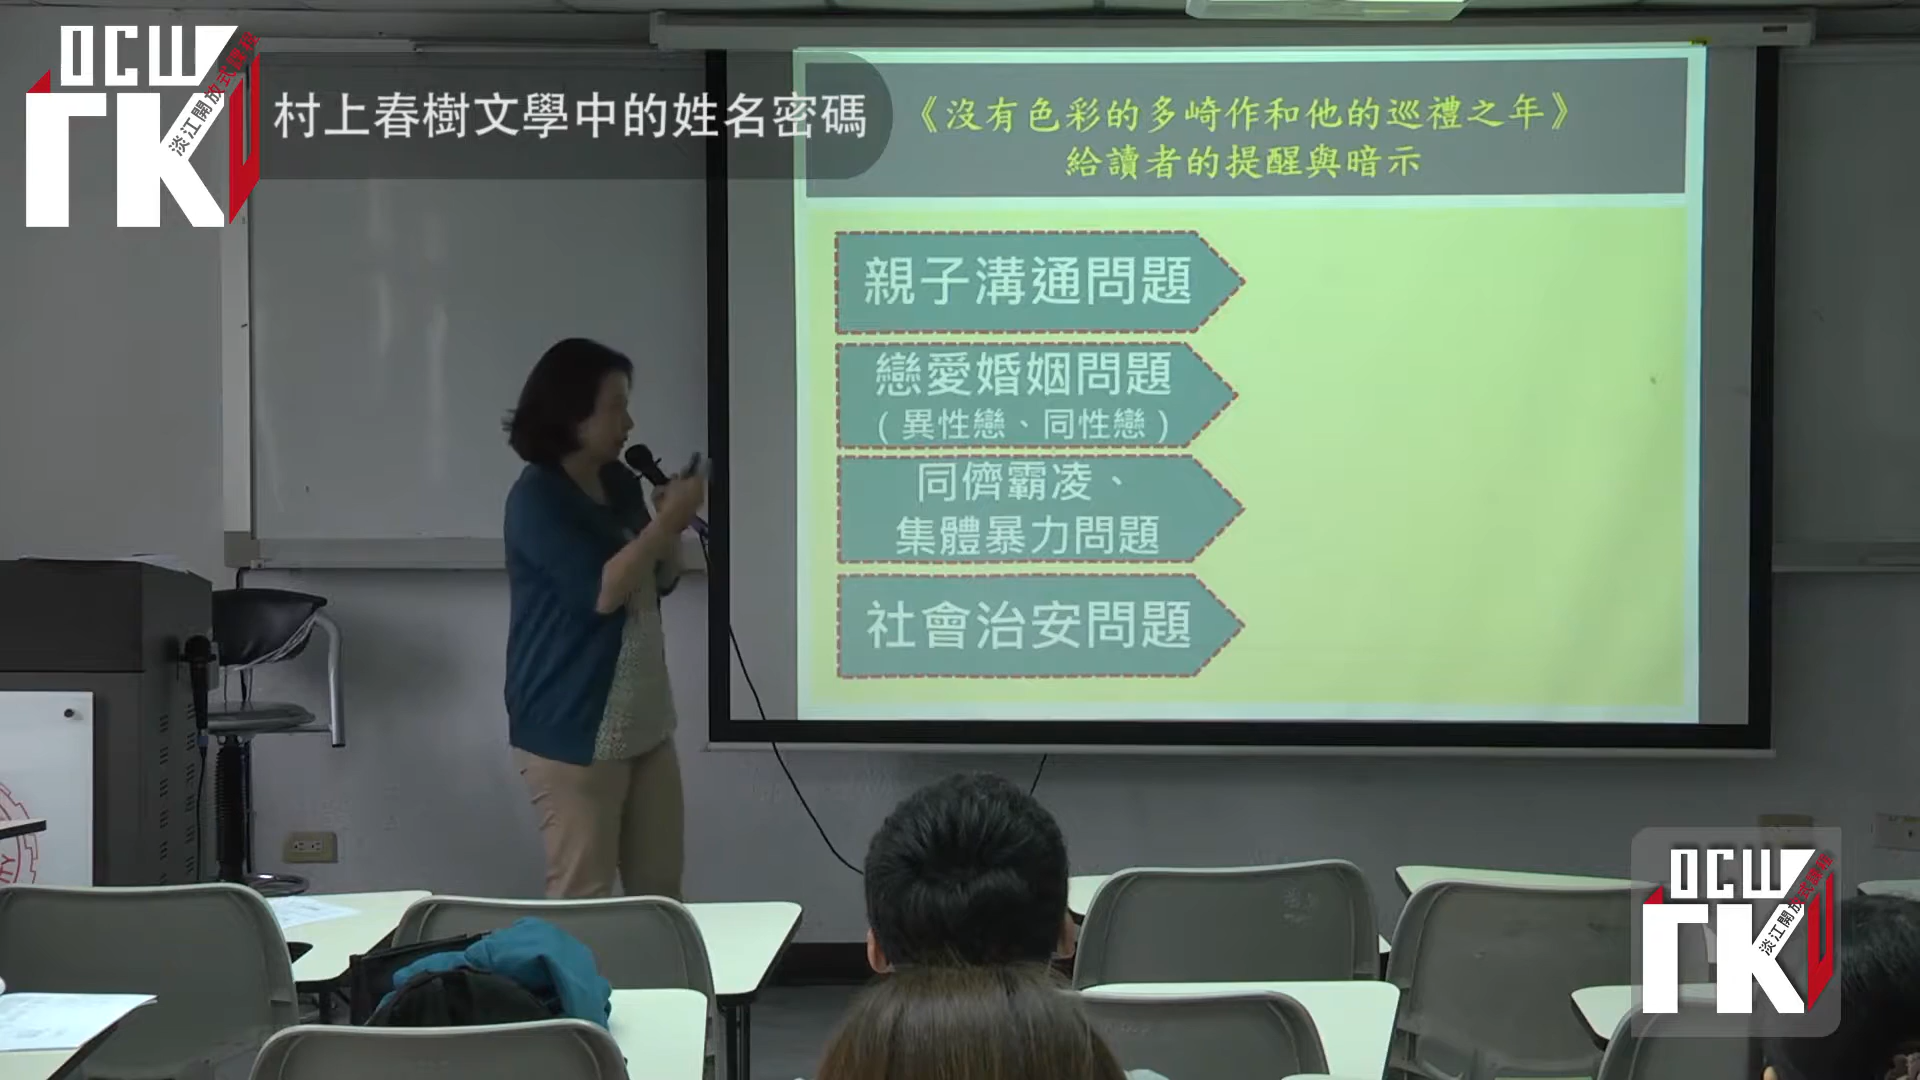 OCW
TKU
淡江開放式課程
村上春樹文學中的姓名密碼
《沒有色彩的多崎作和他的巡禮之年》
給讀者的提醒與暗示
親子溝通問題
戀愛婚姻問題
（異性戀、同性戀）
同儕霸凌、
集體暴力問題
社會治安問題
OCW
TKU
淡江開放式課程